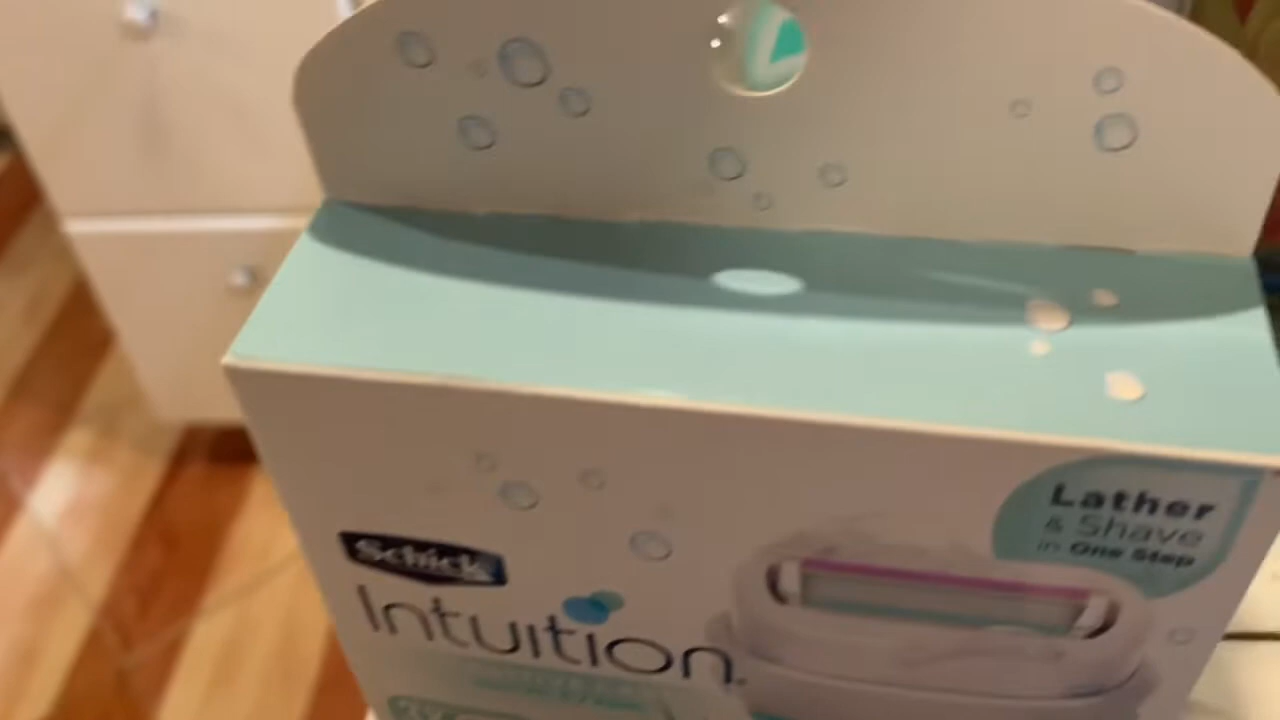 Lather
& Shave
in One Step
Schick
Intuition.